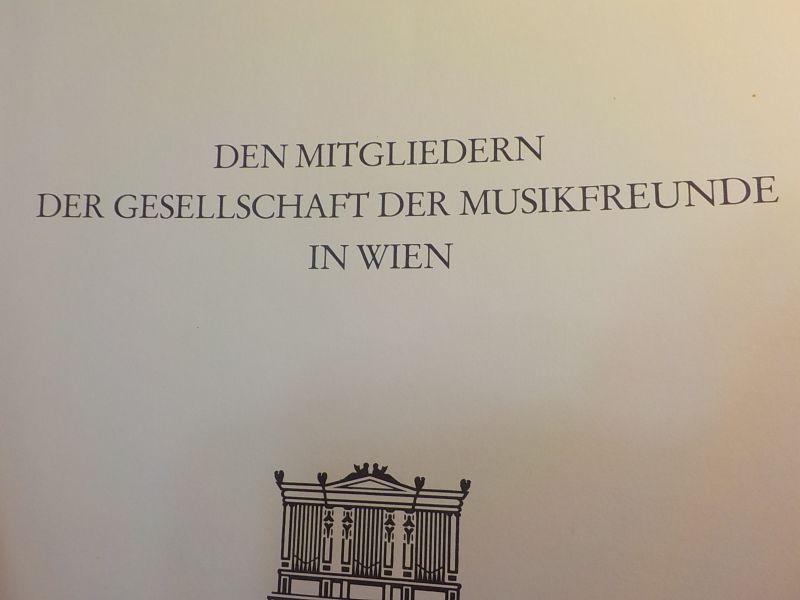 DEN MITGLIEDERN
DER GESELLSCHAFT DER MUSIKFREUNDE
IN WIEN